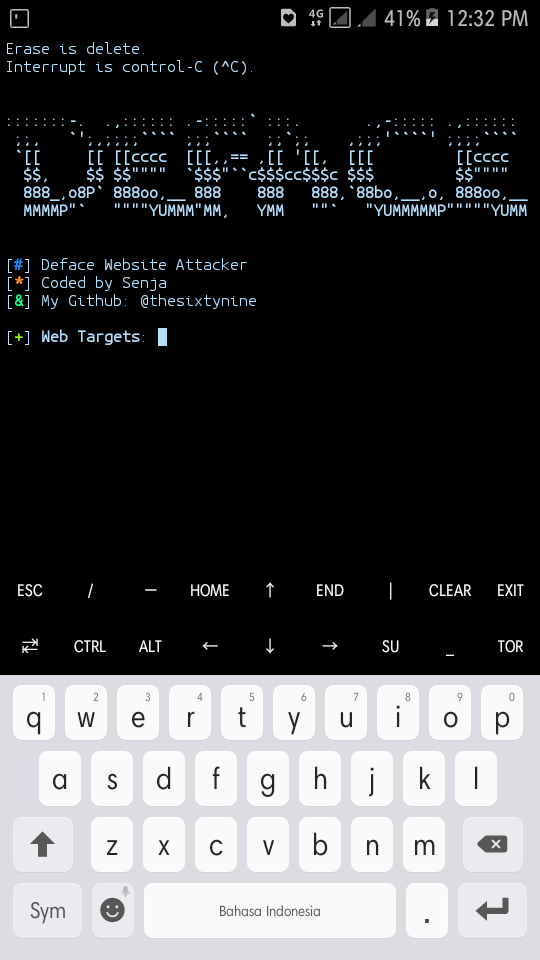 4G 41% 12:32 PM
Erase is delete.
Interrupt is control-C (^C).
:::::::-.   .,:::::: .-:::::` :::.       .,-::::: .,::::::
 ;;,   `';,;;;;'```` ;;;'```` ;;`;;    ,;;;'````' ;;;;'````
 `[[     [[ [[cccc  [[[,,== ,[[ '[[,  [[[         [[cccc
  $$,    $$ $$""""  `$$$"``c$$$cc$$$c $$$         $$""""
  888_,o8P` 888oo,__ 888    888   888,`88bo,__,o, 888oo,__
  MMMMP"`   """"YUMMM"MM,   YMM   ""`   "YUMMMMMP"""""YUMM
[#] Deface Website Attacker
[*] Coded by Senja
[&] My Github: @thesixtynine
[+] Web Targets:
ESC / – HOME ↑ END | CLEAR EXIT
⇄ CTRL ALT ← ↓ → SU _ TOR
1 2 3 4 5 6 7 8 9 0
q w e r t y u i o p
a s d f g h j k l
z x c v b n m
Sym Bahasa Indonesia .